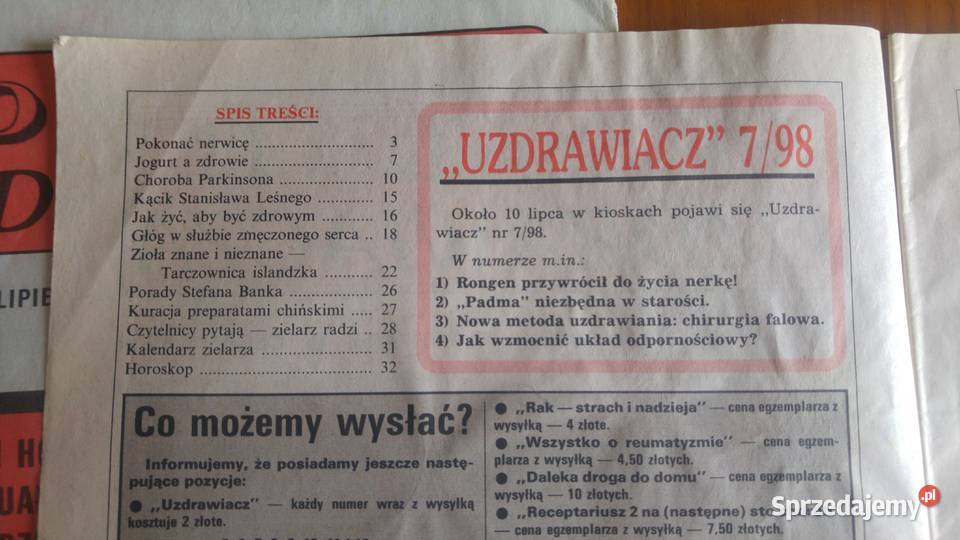 SPIS TREŚCI:
Pokonać nerwicę .............................. 3
Jogurt a zdrowie .............................. 7
Choroba Parkinsona ....................... 10
Kącik Stanisława Leśnego ............. 15
Jak żyć, aby być zdrowym ............ 16
Głóg w służbie zmęczonego serca .. 18
Zioła znane i nieznane —
Tarczownica islandzka ........... 22
Porady Stefana Banka .................... 26
Kuracja preparatami chińskimi ..... 27
Czytelnicy pytają — zielarz radzi .. 28
Kalendarz zielarza .......................... 31
Horoskop ......................................... 32
„UZDRAWIACZ” 7/98
Około 10 lipca w kioskach pojawi się „Uzdra-
wiacz” nr 7/98.
W numerze m.in.:
1) Rongen przywrócił do życia nerkę!
2) „Padma” niezbędna w starości.
3) Nowa metoda uzdrawiania: chirurgia falowa.
4) Jak wzmocnić układ odpornościowy?
Co możemy wysłać?
Informujemy, że posiadamy jeszcze nastę-
pujące pozycje:
● „Uzdrawiacz” — każdy numer wraz z wysyłką
kosztuje 2 złote.
● „Rak — strach i nadzieja” — cena egzemplarza z
wysyłką — 4 złote.
● „Wszystko o reumatyzmie” — cena egzem-
plarza z wysyłką — 4,50 złotych.
● „Daleka droga do domu” — cena egzemplarza z
wysyłką — 10 złotych.
● „Receptariusz 2 na (następne)
— cena egzemplarza z wysyłką — 7,50 złotych.
LIPIE
Sprzedajemy.pl